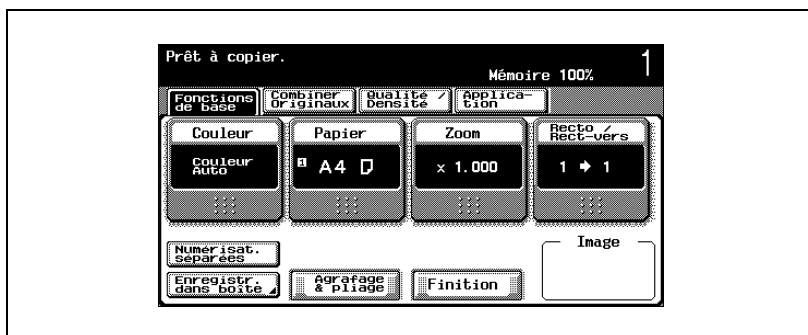 Prêt à copier.
Mémoire 100%
1
Fonctions
de base
Combiner
Originaux
Qualité /
Densité
Applica-
tion
Couleur
Papier
Zoom
Recto /
Rect-vers
Couleur
Auto
1 A4
x 1.000
1 ➔ 1
Numérisat.
séparées
Image
Enregistr.
dans boîte
Agrafage
& pliage
Finition